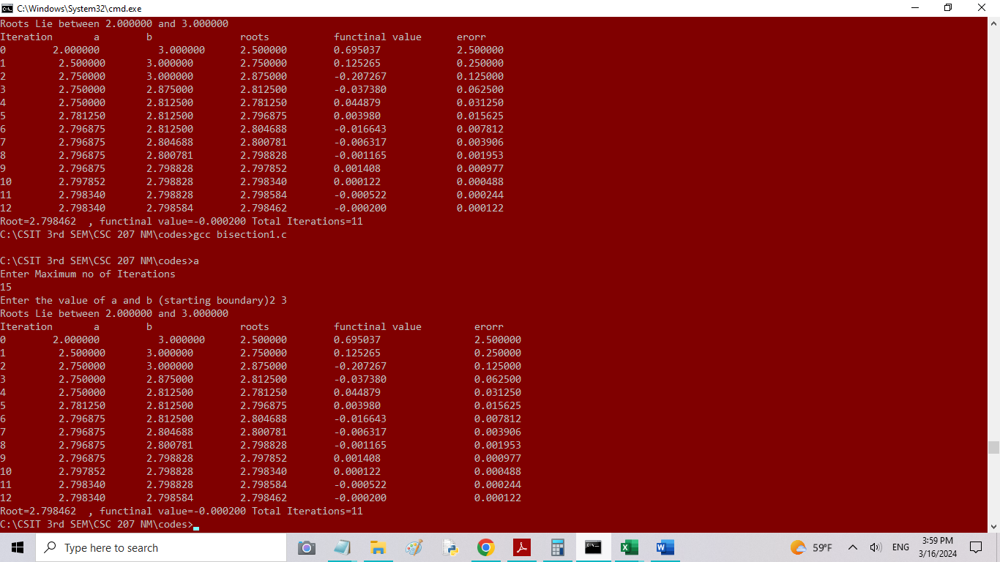 C:\Windows\System32\cmd.exe
Roots Lie between 2.000000 and 3.000000
Iteration a b roots functinal value erorr
0 2.000000 3.000000 2.500000 0.695037 2.500000
1 2.500000 3.000000 2.750000 0.125265 0.250000
2 2.750000 3.000000 2.875000 -0.207267 0.125000
3 2.750000 2.875000 2.812500 -0.037380 0.062500
4 2.750000 2.812500 2.781250 0.044879 0.031250
5 2.781250 2.812500 2.796875 0.003980 0.015625
6 2.796875 2.812500 2.804688 -0.016643 0.007812
7 2.796875 2.804688 2.800781 -0.006317 0.003906
8 2.796875 2.800781 2.798828 -0.001165 0.001953
9 2.796875 2.798828 2.797852 0.001408 0.000977
10 2.797852 2.798828 2.798340 0.000122 0.000488
11 2.798340 2.798828 2.798584 -0.000522 0.000244
12 2.798340 2.798584 2.798462 -0.000200 0.000122
Root=2.798462 , functinal value=-0.000200 Total Iterations=11
C:\CSIT 3rd SEM\CSC 207 NM\codes>gcc bisection1.c
C:\CSIT 3rd SEM\CSC 207 NM\codes>a
Enter Maximum no of Iterations
15
Enter the value of a and b (starting boundary)2 3
Roots Lie between 2.000000 and 3.000000
Iteration a b roots functinal value erorr
0 2.000000 3.000000 2.500000 0.695037 2.500000
1 2.500000 3.000000 2.750000 0.125265 0.250000
2 2.750000 3.000000 2.875000 -0.207267 0.125000
3 2.750000 2.875000 2.812500 -0.037380 0.062500
4 2.750000 2.812500 2.781250 0.044879 0.031250
5 2.781250 2.812500 2.796875 0.003980 0.015625
6 2.796875 2.812500 2.804688 -0.016643 0.007812
7 2.796875 2.804688 2.800781 -0.006317 0.003906
8 2.796875 2.800781 2.798828 -0.001165 0.001953
9 2.796875 2.798828 2.797852 0.001408 0.000977
10 2.797852 2.798828 2.798340 0.000122 0.000488
11 2.798340 2.798828 2.798584 -0.000522 0.000244
12 2.798340 2.798584 2.798462 -0.000200 0.000122
Root=2.798462 , functinal value=-0.000200 Total Iterations=11
C:\CSIT 3rd SEM\CSC 207 NM\codes>
Type here to search
59°F
ENG
3:59 PM
3/16/2024